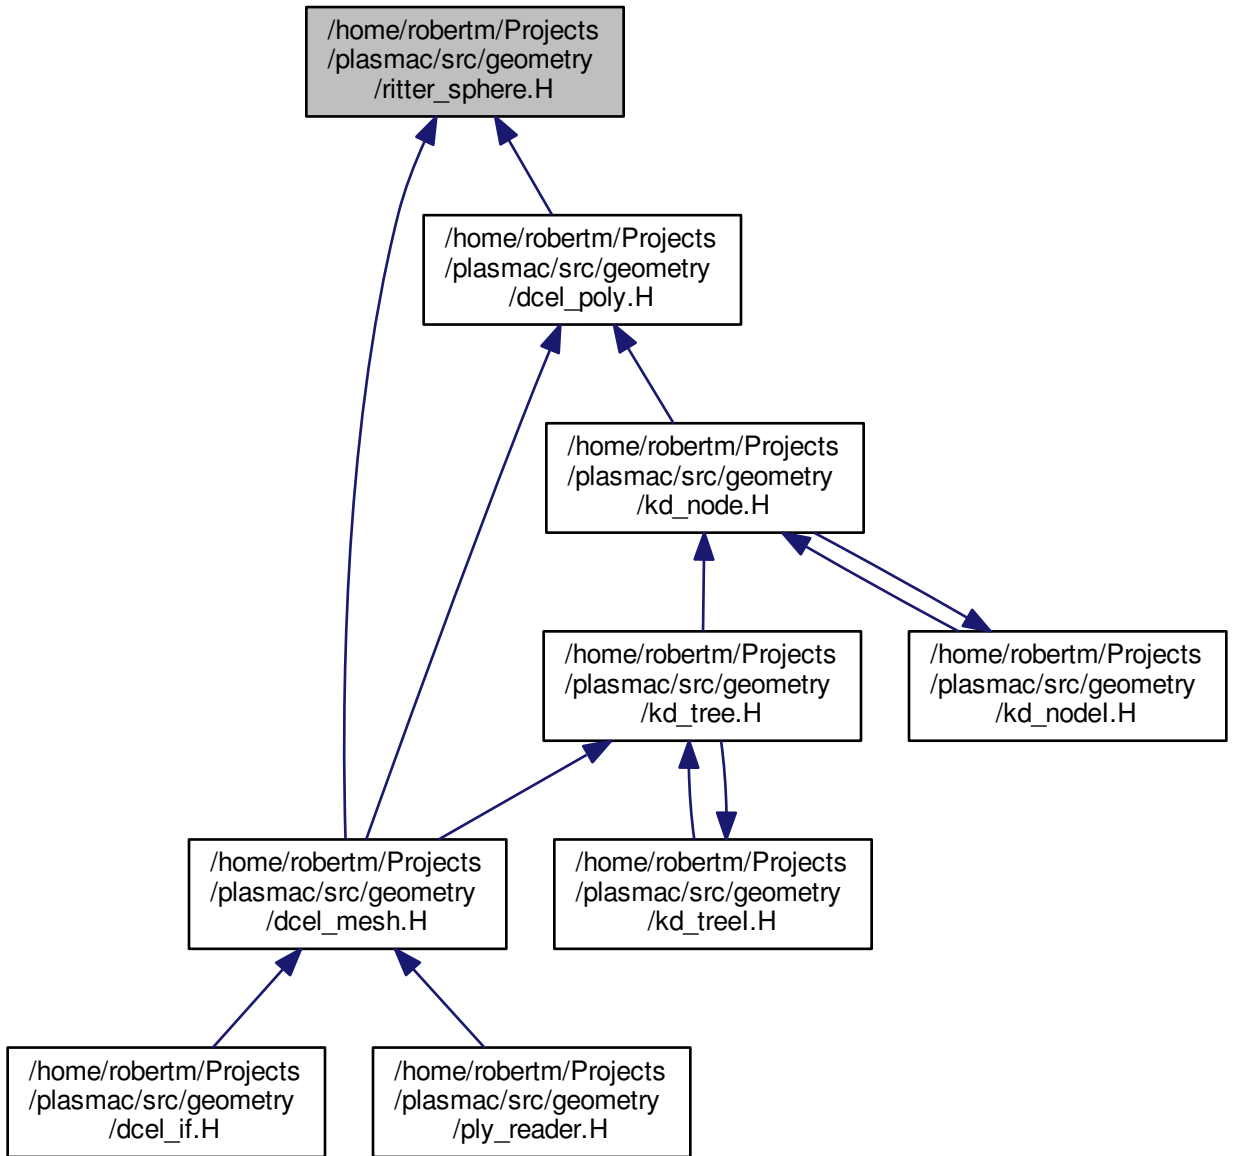 /home/robertm/Projects
/plasmac/src/geometry
/ritter_sphere.H
/home/robertm/Projects
/plasmac/src/geometry
/dcel_poly.H
/home/robertm/Projects
/plasmac/src/geometry
/kd_node.H
/home/robertm/Projects
/plasmac/src/geometry
/kd_tree.H
/home/robertm/Projects
/plasmac/src/geometry
/kd_nodeI.H
/home/robertm/Projects
/plasmac/src/geometry
/dcel_mesh.H
/home/robertm/Projects
/plasmac/src/geometry
/kd_treeI.H
/home/robertm/Projects
/plasmac/src/geometry
/dcel_if.H
/home/robertm/Projects
/plasmac/src/geometry
/ply_reader.H